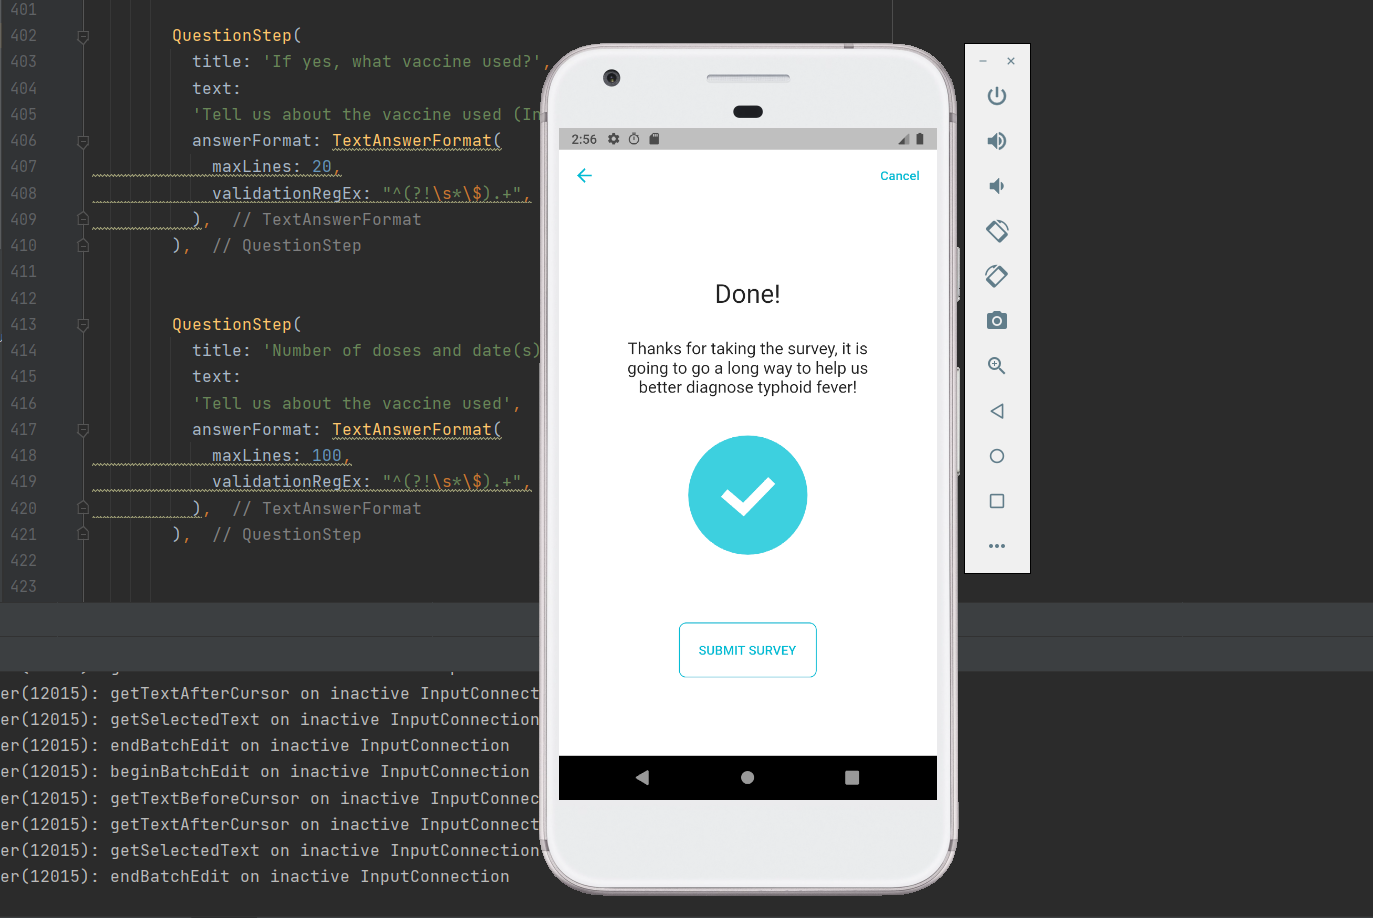 401
402 QuestionStep(
403 title: 'If yes, what vaccine used?',
404 text:
405 'Tell us about the vaccine used (In
406 answerFormat: TextAnswerFormat(
407 maxLines: 20,
408 validationRegEx: "^(?!\s*\$).+",
409 ), // TextAnswerFormat
410 ), // QuestionStep
411
412
413 QuestionStep(
414 title: 'Number of doses and date(s)
415 text:
416 'Tell us about the vaccine used',
417 answerFormat: TextAnswerFormat(
418 maxLines: 100,
419 validationRegEx: "^(?!\s*\$).+",
420 ), // TextAnswerFormat
421 ), // QuestionStep
422
423
er(12015): getTextAfterCursor on inactive InputConnect
er(12015): getSelectedText on inactive InputConnection
er(12015): endBatchEdit on inactive InputConnection
er(12015): beginBatchEdit on inactive InputConnection
er(12015): getTextBeforeCursor on inactive InputConnec
er(12015): getTextAfterCursor on inactive InputConnect
er(12015): getSelectedText on inactive InputConnection
er(12015): endBatchEdit on inactive InputConnection
2:56
Cancel
Done!
Thanks for taking the survey, it is
going to go a long way to help us
better diagnose typhoid fever!
SUBMIT SURVEY